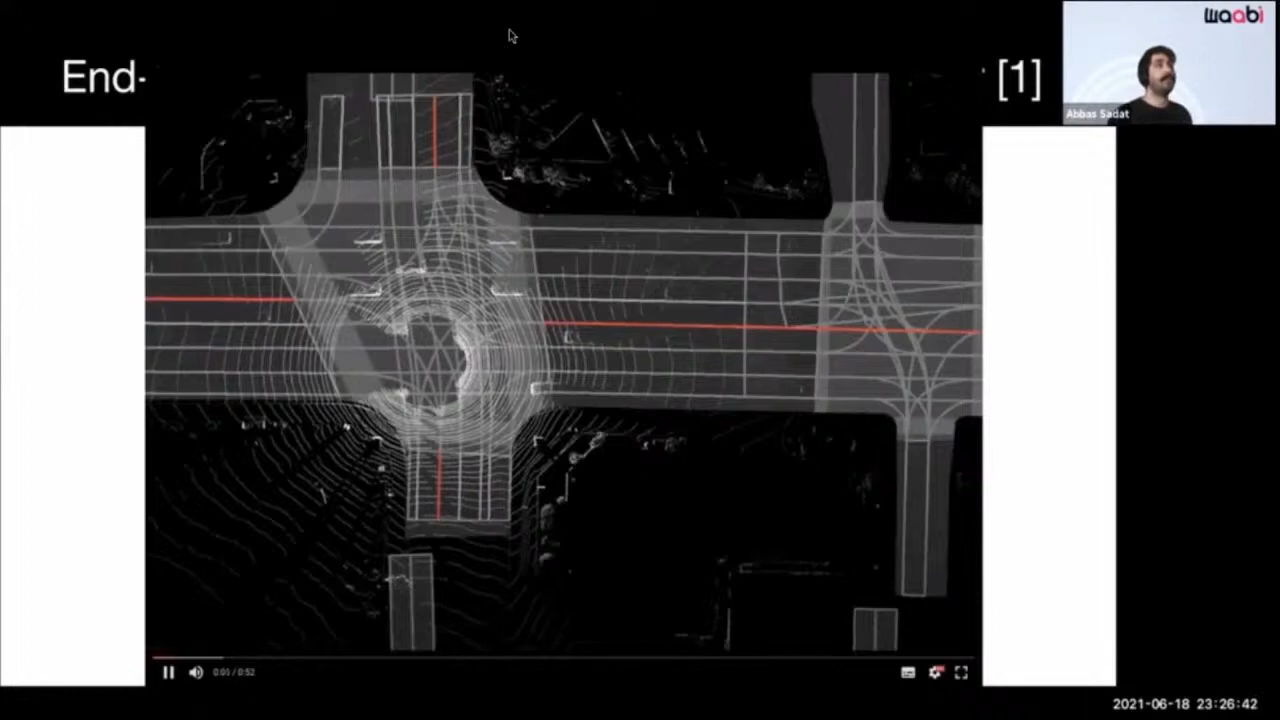 waabi
End-
[1]
Abbas Sadat
0:01 / 0:52
2021-06-18 23:26:42